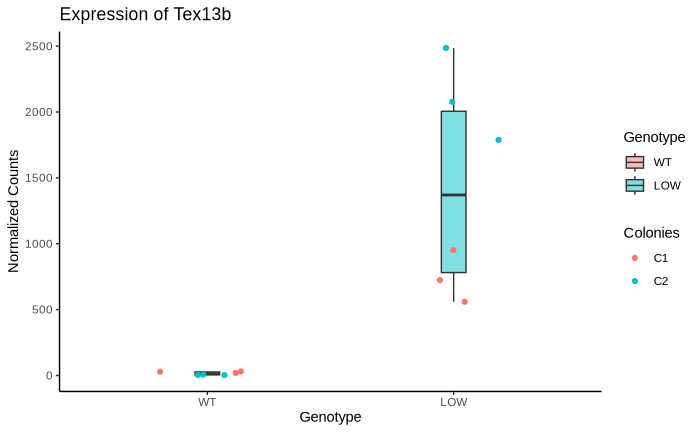 Expression of Tex13b
Normalized Counts
2500
2000
1500
1000
500
0
WT
LOW
Genotype
Genotype
WT
LOW
Colonies
C1
C2